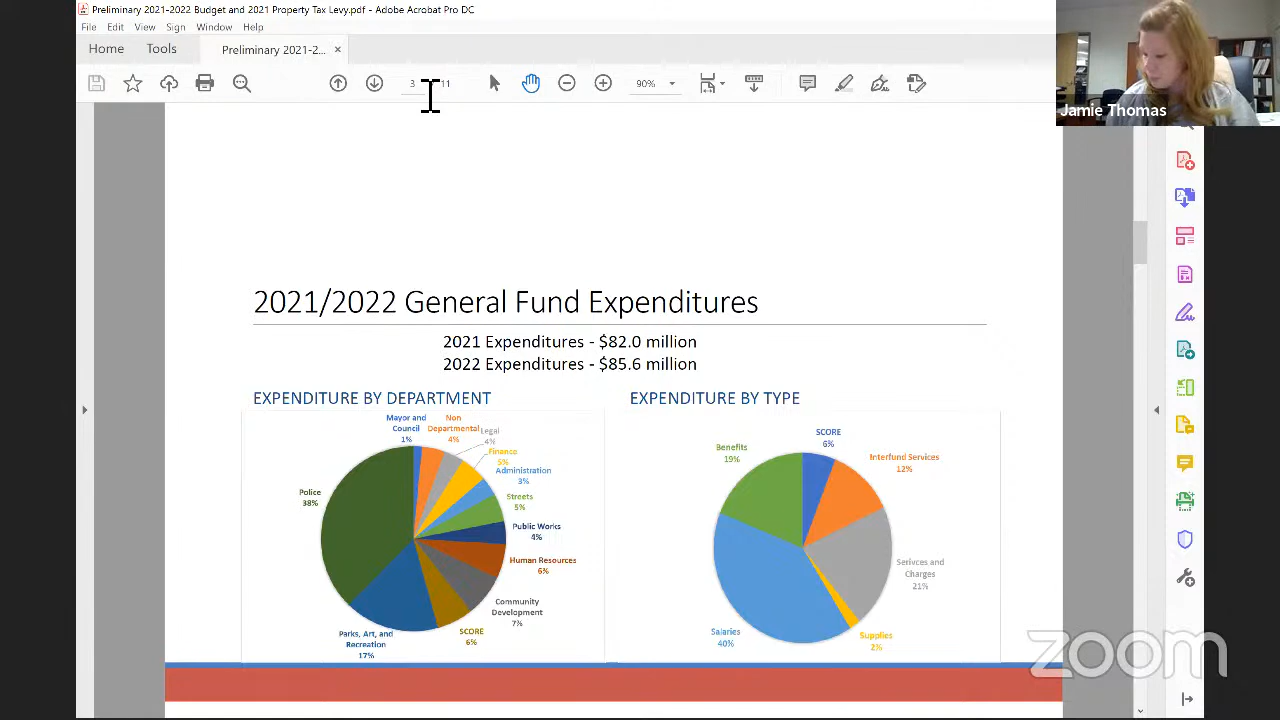 Preliminary 2021-2022 Budget and 2021 Property Tax Levy.pdf - Adobe Acrobat Pro DC
File Edit View Sign Window Help
Home Tools Preliminary 2021-2... ×
3 11 90%
Jamie Thomas
2021/2022 General Fund Expenditures
2021 Expenditures - $82.0 million
2022 Expenditures - $85.6 million
EXPENDITURE BY DEPARTMENT
Mayor and
Council
1%
Non
Departmental
4%
Legal
4%
Finance
5%
Administration
3%
Streets
5%
Public Works
4%
Human Resources
6%
Community
Development
7%
SCORE
6%
Parks, Art, and
Recreation
17%
Police
38%
EXPENDITURE BY TYPE
SCORE
6%
Interfund Services
12%
Serivces and
Charges
21%
Supplies
2%
Salaries
40%
Benefits
19%
zoom